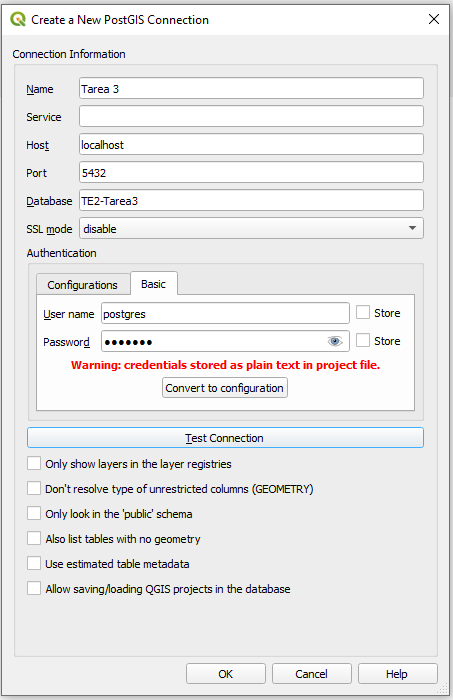 Create a New PostGIS Connection
Connection Information
Name Tarea 3
Service
Host localhost
Port 5432
Database TE2-Tarea3
SSL mode disable
Authentication
Configurations Basic
User name postgres Store
Password ●●●●●●● Store
Warning: credentials stored as plain text in project file.
Convert to configuration
Test Connection
Only show layers in the layer registries
Don't resolve type of unrestricted columns (GEOMETRY)
Only look in the 'public' schema
Also list tables with no geometry
Use estimated table metadata
Allow saving/loading QGIS projects in the database
OK Cancel Help